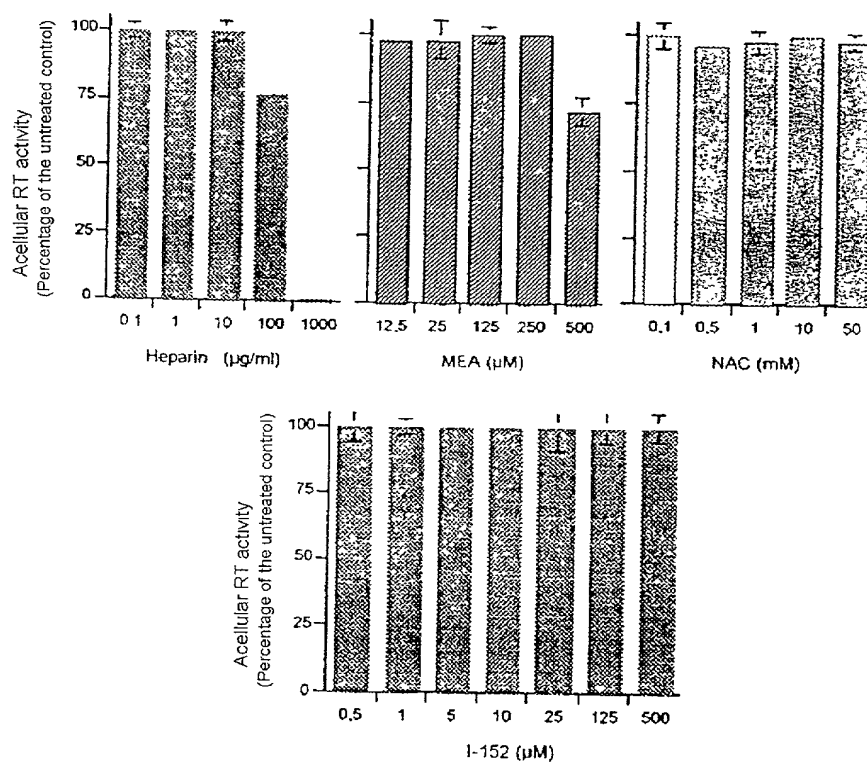 Acellular RT activity
(Percentage of the untreated control)
100
75
50
25
0
0 1 1 10 100 1000
Heparin (µg/ml)
12.5 25 125 250 500
MEA (µM)
0,1 0,5 1 10 50
NAC (mM)
Acellular RT activity
(Percentage of the untreated control)
100
75
50
25
0
0,5 1 5 10 25 125 500
I-152 (µM)